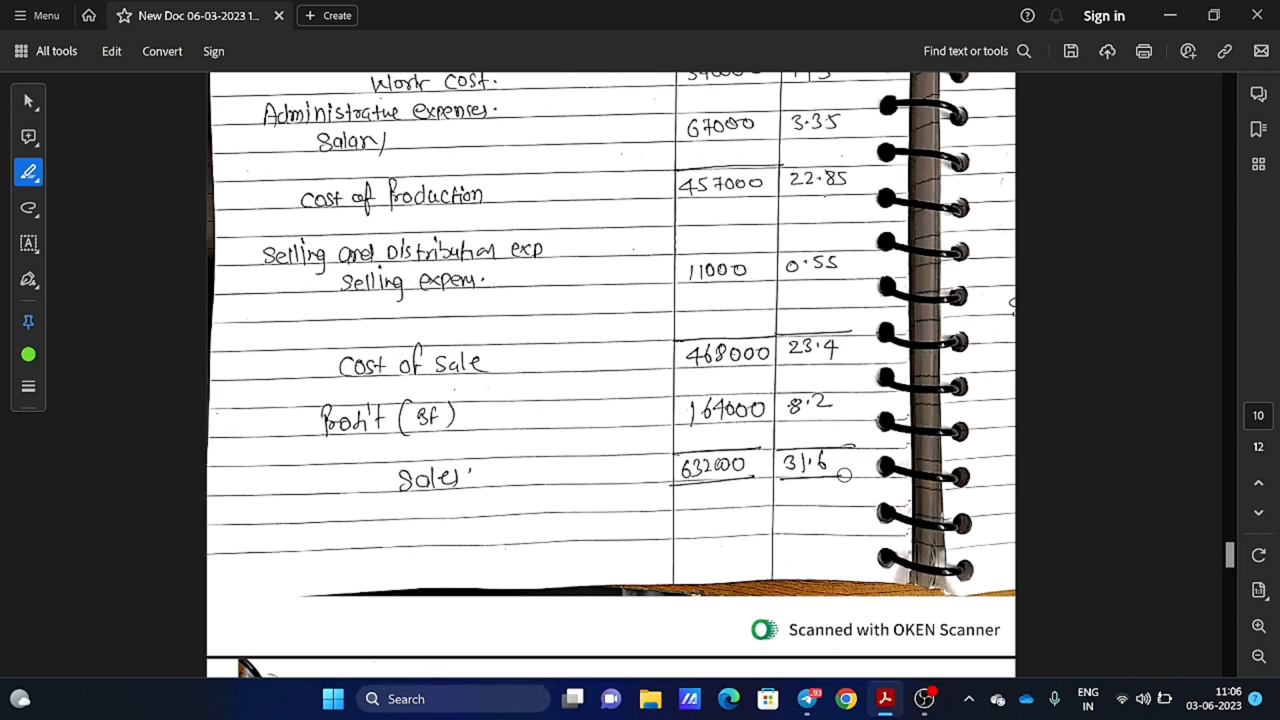 Menu New Doc 06-03-2023 1... Create Sign in
All tools Edit Convert Sign Find text or tools
Work cost.
Administrative expenses.
Salary 67000 3.35
Cost of Production 457000 22.85
Selling and Distribution exp
Selling expen. 11000 0.55
Cost of Sale 468000 23.4
Profit (BF) 164000 8.2
Sales 632000 31.6
Scanned with OKEN Scanner
10
12
Search
93
ENG
IN
11:06
03-06-2023
7